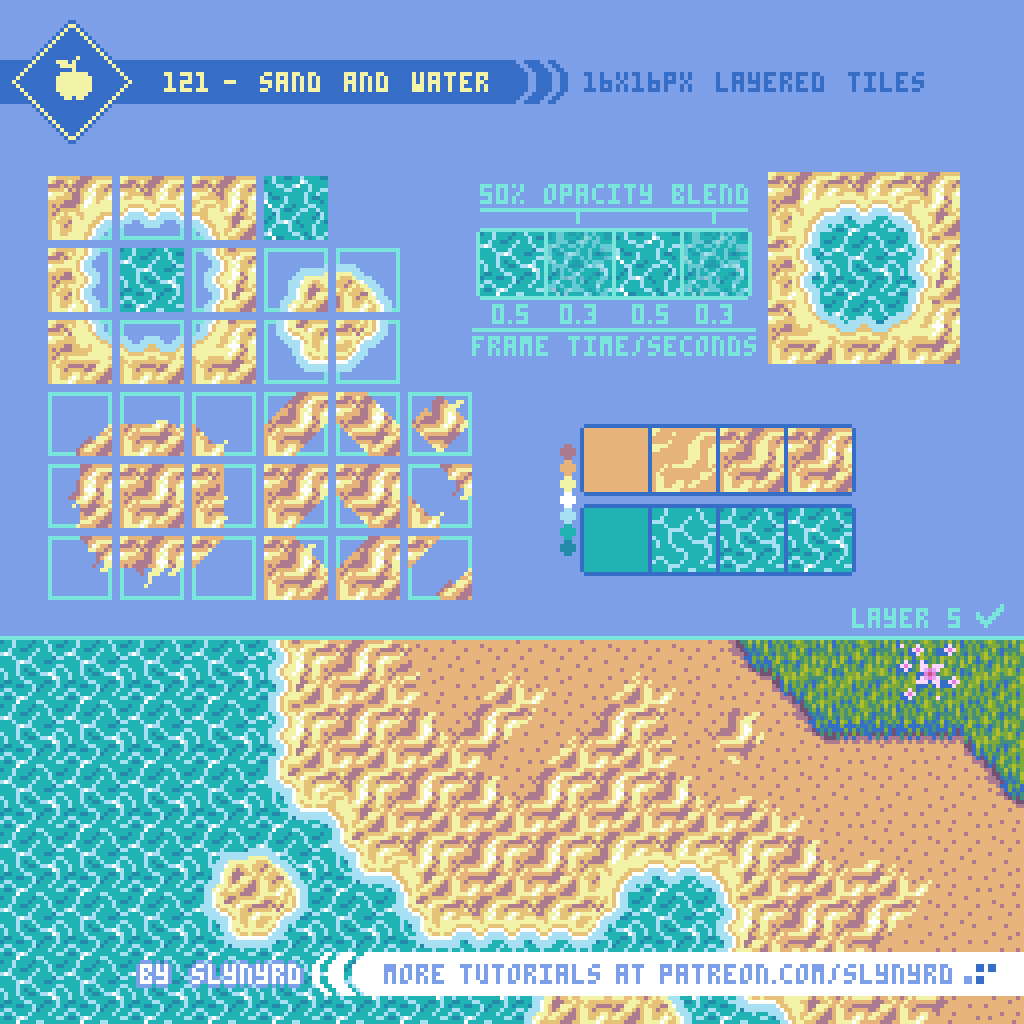 121 - SAND AND WATER
16X16PX LAYERED TILES
50% OPACITY BLEND
0.5 0.3 0.5 0.3
FRAME TIME/SECONDS
LAYER 5
BY SLYNYRD
MORE TUTORIALS AT PATREON.COM/SLYNYRD